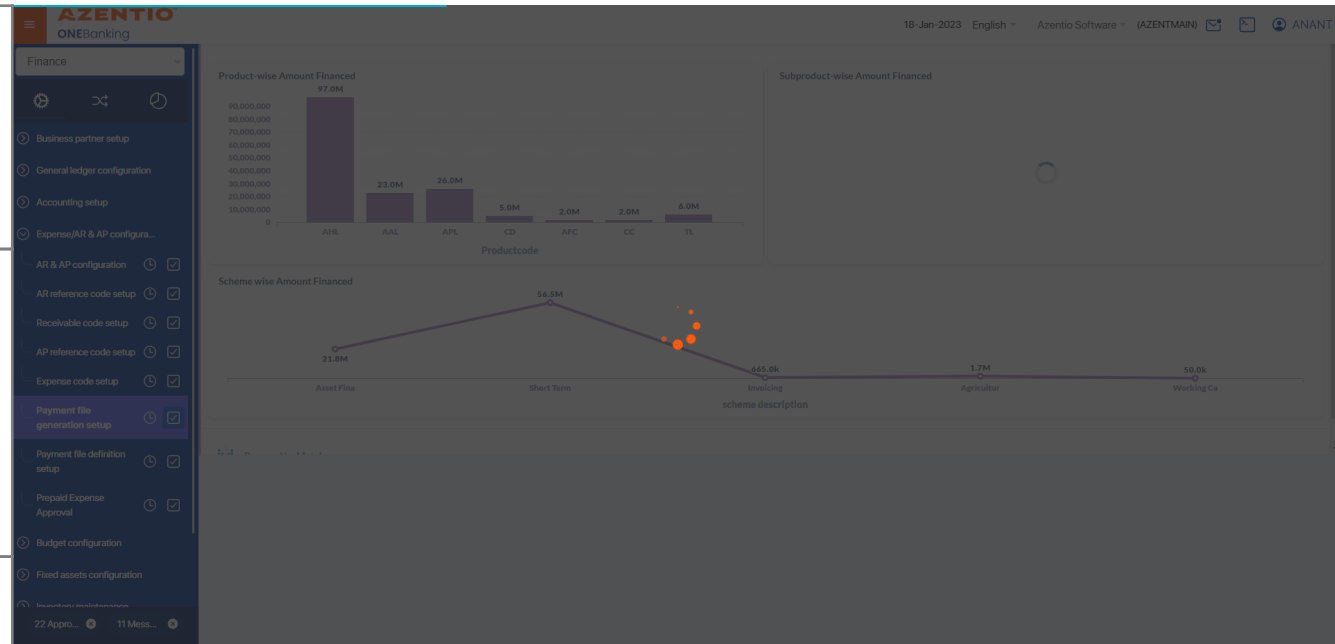 AZENTIO
ONEBanking
18-Jan-2023 English Azentio Software (AZENTMAIN) ANANT
Finance
Business partner setup
General ledger configuration
Accounting setup
Expense/AR & AP configura...
AR & AP configuration
AR reference code setup
Receivable code setup
AP reference code setup
Expense code setup
Payment file
generation setup
Payment file definition
setup
Prepaid Expense
Approval
Budget configuration
Fixed assets configuration
Inventory maintenance
22 Appro...
11 Mess...
Product-wise Amount Financed
97.0M
90,000,000
80,000,000
70,000,000
60,000,000
50,000,000
40,000,000
30,000,000
20,000,000
10,000,000
0
23.0M
26.0M
5.0M
2.0M
2.0M
6.0M
AHL AAL APL CD AFC CC TL
Productcode
Subproduct-wise Amount Financed
Scheme wise Amount Financed
56.5M
21.8M
665.0k
1.7M
50.0k
Asset Fina Short Term Invoicing Agricultur Working Ca
scheme description